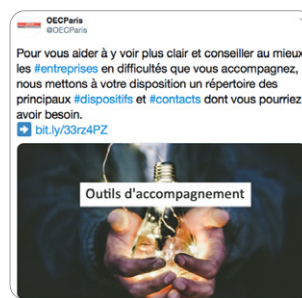 OECParis
@OECParis
Pour vous aider à y voir plus clair et conseiller au mieux
les #entreprises en difficultés que vous accompagnez,
nous mettons à votre disposition un répertoire des
principaux #dispositifs et #contacts dont vous pourriez
avoir besoin.
➡ bit.ly/33rz4PZ
Outils d'accompagnement